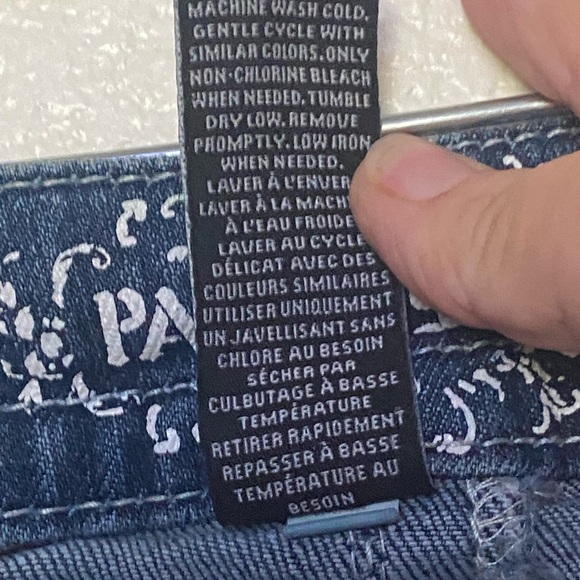 MACHINE WASH COLD.
GENTLE CYCLE WITH
SIMILAR COLORS.ONLY
NON-CHLORINE BLEACH
WHEN NEEDED.TUMBLE
DRY LOW. REMOVE
PROMPTLY. LOW IRON
WHEN NEEDED.
LAVER À L'ENVER
LAVER À LA MACH
À L'EAU FROIDE
LAVER AU CYCLE
DÉLICAT AVEC DES
COULEURS SIMILAIRES
UTILISER UNIQUEMENT
UN JAVELLISANT SANS
CHLORE AU BESOIN
SÉCHER PAR
CULBUTAGE À BASSE
TEMPÉRATURE
RETIRER RAPIDEMENT
REPASSER À BASSE
TEMPÉRATURE AU
BESOIN
PA